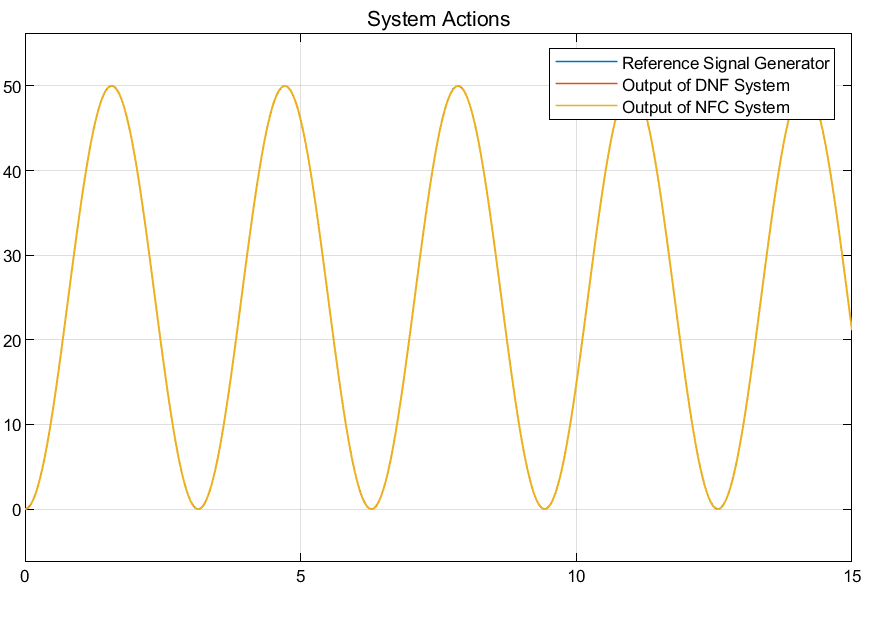 System Actions
Reference Signal Generator
Output of DNF System
Output of NFC System
50
40
30
20
10
0
0 5 10 15